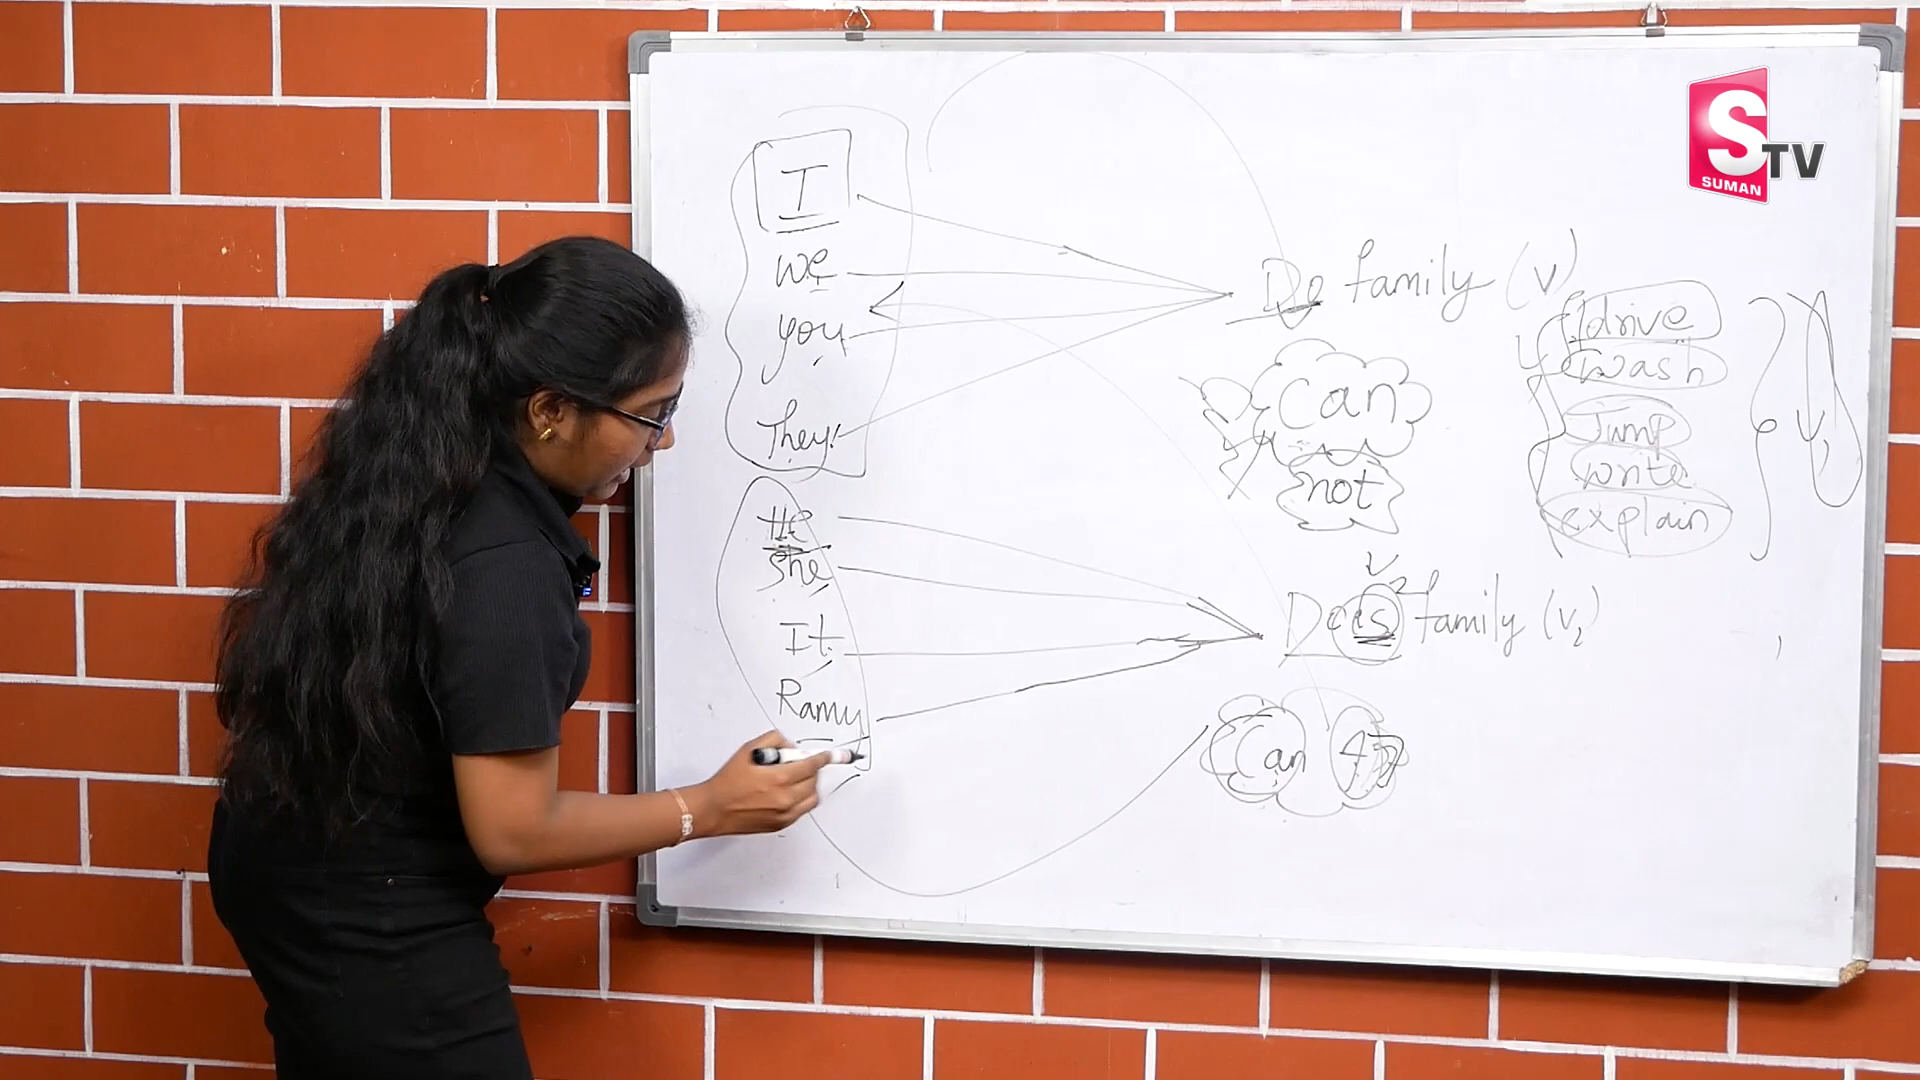 I
we
you
They
He
She
It
Ramu
Do family (V)
Can
not
drive
wash
Jump
write
explain
V1
V2
Does family (V2)
Can
S TV
SUMAN